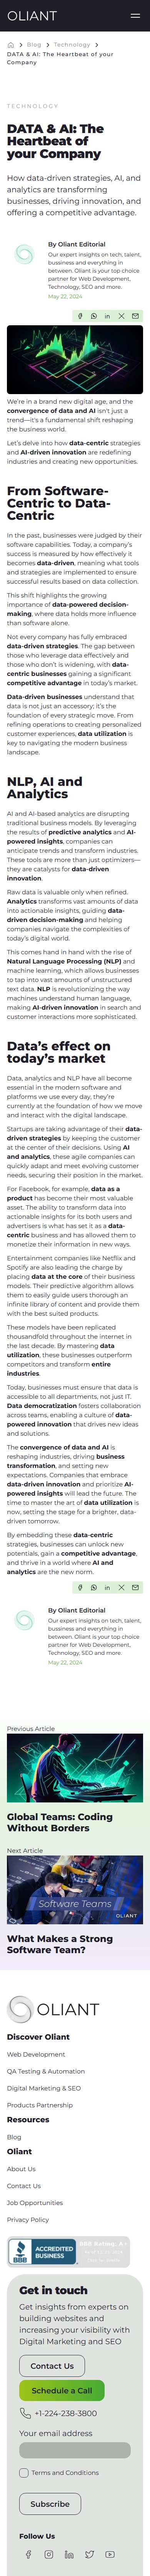 OLIANT
Blog
Technology
DATA & AI: The Heartbeat of your
Company
TECHNOLOGY
DATA & AI: The
Heartbeat of
your Company
How data-driven strategies, AI, and
analytics are transforming
businesses, driving innovation, and
offering a competitive advantage.
By Oliant Editorial
Our expert insights on tech, talent,
business and everything in
between. Oliant is your top choice
partner for Web Development,
Technology, SEO and more.
May 22, 2024
We're in a brand new digital age, and the
convergence of data and AI isn't just a
trend—it's a fundamental shift reshaping
the business world.
Let's delve into how data-centric strategies
and AI-driven innovation are redefining
industries and creating new opportunities.
From Software-
Centric to Data-
Centric
In the past, businesses were judged by their
software capabilities. Today, a company's
success is measured by how effectively it
becomes data-driven, meaning what tools
and strategies are implemented to ensure
successful results based on data collection.
This shift highlights the growing
importance of data-powered decision-
making, where data holds more influence
than software alone.
Yet not every company has fully embraced
data-driven strategies. The gap between
those who leverage data effectively and
those who don't is widening, with data-
centric businesses gaining a significant
competitive advantage in today's market.
Data-driven businesses understand that
data is not just an accessory; it's the
foundation of every strategic move. From
optimizing operations to creating personalized
customer experiences, data utilization is
key to navigating the modern business
landscape.
NLP, AI and
Analytics
AI and AI-based analytics are disrupting
traditional business models. By leveraging
the results of predictive analytics and AI-
powered insights, companies can
anticipate trends and transform industries.
These tools are more than just optimizers—
they are catalysts for data-driven
innovation.
Raw data is valuable only when refined.
Analytics transforms vast amounts of data
into actionable insights, guiding data-
driven decision-making and helping
companies navigate the complexities of
today's digital world.
This comes hand in hand with the rise of
Natural Language Processing (NLP) and
machine learning, which allows businesses
to tap into vast amounts of unstructured
text data. NLP is revolutionizing the way
machines understand human language,
making AI-driven innovation in search and
customer service more sophisticated.
Data's effect on
today's market
Data, analytics and NLP have all become
essential to the modern software and
platforms we use every day, they're
currently at the foundation of how we move
and interact with the digital landscape.
Startups are taking advantage of their data-
driven strategies by keeping the customer
at the center of their decisions. Using AI
and analytics, these agile companies can
quickly adapt and meet evolving customer
needs, securing their place in the market.
For Facebook, for example, data as a
product has become their most valuable
asset. The ability to transform data into
actionable insights for both users and
advertisers is what has set it as a data-
centric business and has allowed them to
monetize their information in new ways.
Entertainment companies like Netflix and
Spotify are also leading the charge by
placing data at the core of their business
models. Their predictive algorithm allows
them to easily guide users through an
infinite library of content and provide them
with the best suited products.
These models have been replicated
thousandfold all throughout the internet in
the last decade. By mastering data
utilization, these businesses outperform
competitors and transform entire
industries.
Today, businesses must ensure that data is
accessible to all departments, not just IT.
Data democratization fosters collaboration
across teams, enabling a culture of data-
powered innovation that drives new ideas
and solutions.
The convergence of data and AI is
reshaping industries, driving business
transformation, and setting new
expectations. Companies that embrace
data-driven innovation and prioritize AI-
powered insights will lead the future. The
time to master the art of data utilization is
now, setting the stage for a brighter, data-
driven tomorrow.
By embedding these data-centric
strategies, businesses can unlock new
potentials, gain a competitive advantage,
and thrive in a world where AI and
analytics are the new norm.
By Oliant Editorial
Our expert insights on tech, talent,
business and everything in
between. Oliant is your top choice
partner for Web Development,
Technology, SEO and more.
May 22, 2024
Previous Article
Global Teams: Coding
Without Borders
Next Article
Software Teams
OLIANT
What Makes a Strong
Software Team?
OLIANT
Discover Oliant
Web Development
QA Testing & Automation
Digital Marketing & SEO
Products Partnership
Resources
Blog
Oliant
About Us
Contact Us
Job Opportunities
Privacy Policy
BBB
ACCREDITED
BUSINESS
BBB Rating: A+
Get in touch
Get insights from experts on
building websites and
increasing your visibility with
Digital Marketing and SEO
Contact Us
Schedule a Call
+1-224-238-3800
Your email address
Terms and Conditions
Subscribe
Follow Us